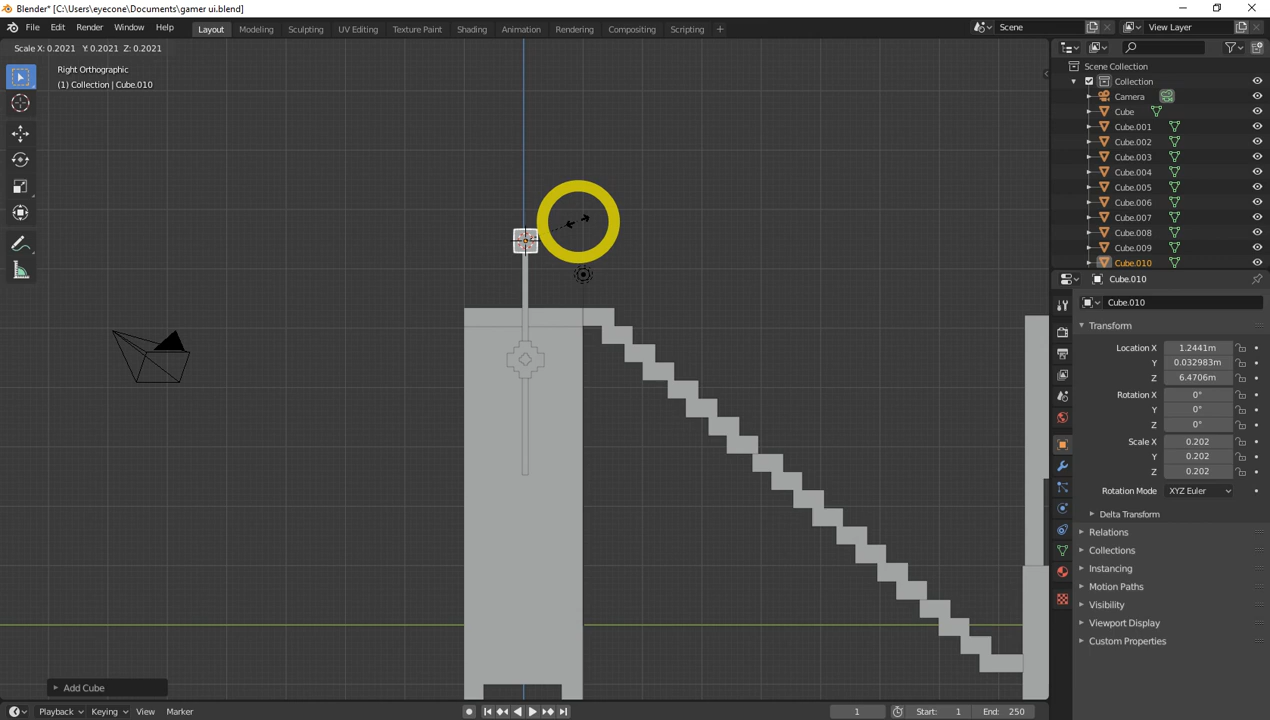 Blender* [C:\Users\eyecone\Documents\gamer ui.blend]
File Edit Render Window Help Layout Modeling Sculpting UV Editing Texture Paint Shading Animation Rendering Compositing Scripting + Scene View Layer
Scale X: 0.2021 Y: 0.2021 Z: 0.2021
Right Orthographic
(1) Collection | Cube.010
Scene Collection
Collection
Camera
Cube
Cube.001
Cube.002
Cube.003
Cube.004
Cube.005
Cube.006
Cube.007
Cube.008
Cube.009
Cube.010
Cube.010
Cube.010
Transform
Location X 1.2441m
Y 0.032983m
Z 6.4706m
Rotation X 0°
Y 0°
Z 0°
Scale X 0.202
Y 0.202
Z 0.202
Rotation Mode XYZ Euler
Delta Transform
Relations
Collections
Instancing
Motion Paths
Visibility
Viewport Display
Custom Properties
Add Cube
Playback Keying View Marker 1 Start: 1 End: 250